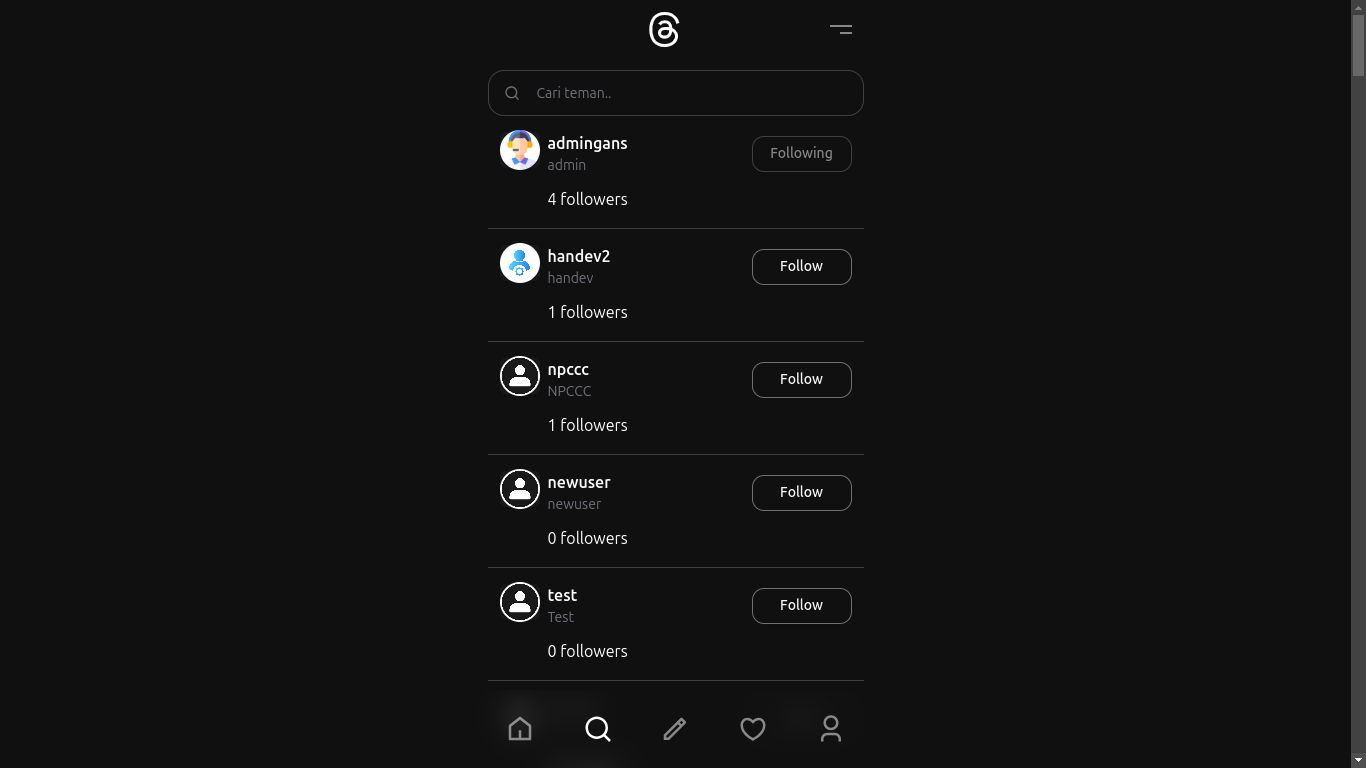 Cari teman..
admingans
admin
Following
4 followers
handev2
handev
Follow
1 followers
npccc
NPCCC
Follow
1 followers
newuser
newuser
Follow
0 followers
test
Test
Follow
0 followers